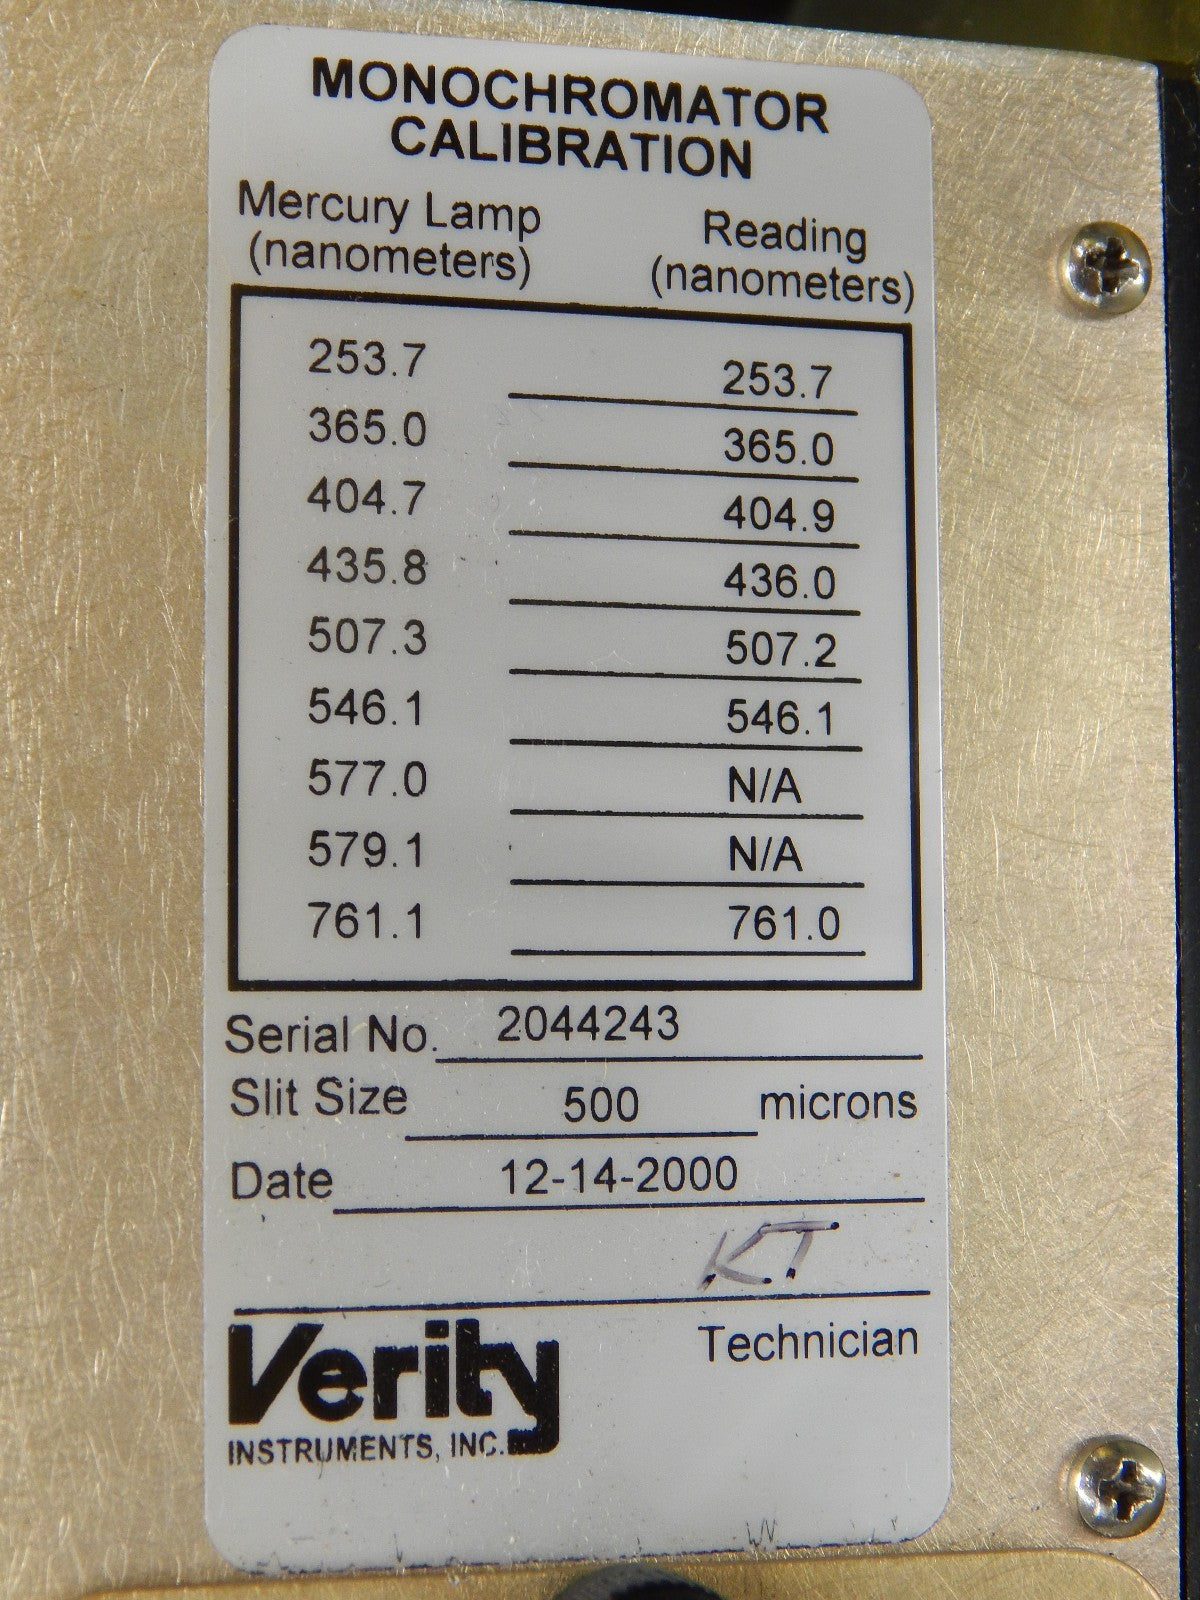 MONOCHROMATOR
CALIBRATION
Mercury Lamp Reading
(nanometers) (nanometers)
253.7 253.7
365.0 365.0
404.7 404.9
435.8 436.0
507.3 507.2
546.1 546.1
577.0 N/A
579.1 N/A
761.1 761.0
Serial No. 2044243
Slit Size 500 microns
Date 12-14-2000
KT
Technician
Verity
INSTRUMENTS, INC.